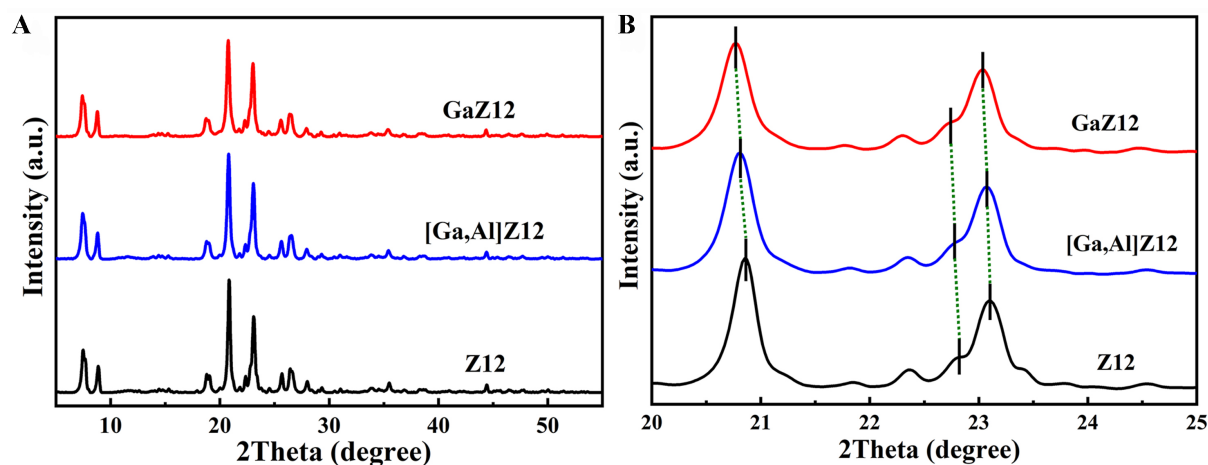 A
GaZ12
[Ga,Al]Z12
Z12
Intensity (a.u.)
10 20 30 40 50
2Theta (degree)
B
GaZ12
[Ga,Al]Z12
Z12
Intensity (a.u.)
20 21 22 23 24 25
2Theta (degree)